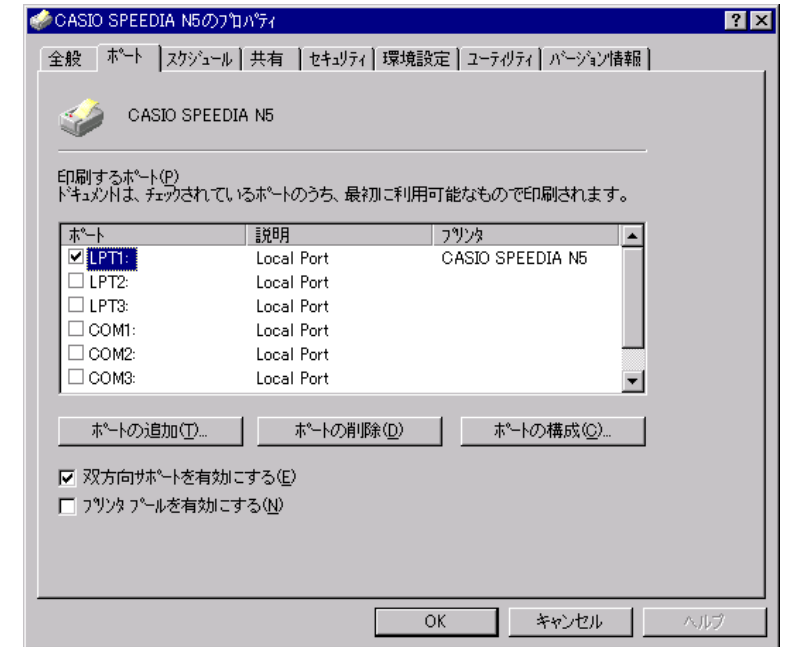 CASIO SPEEDIA N5のﾌﾟﾛﾊﾟﾃｨ
全般 ﾎﾟｰﾄ ｽｹｼﾞｭｰﾙ 共有 ｾｷｭﾘﾃｨ 環境設定 ﾕｰﾃｨﾘﾃｨ ﾊﾞｰｼﾞｮﾝ情報
CASIO SPEEDIA N5
印刷するﾎﾟｰﾄ(P)
ﾄﾞｷｭﾒﾝﾄは、ﾁｪｯｸされているﾎﾟｰﾄのうち、最初に利用可能なもので印刷されます。
ﾎﾟｰﾄ 説明 ﾌﾟﾘﾝﾀ
LPT1: Local Port CASIO SPEEDIA N5
LPT2: Local Port
LPT3: Local Port
COM1: Local Port
COM2: Local Port
COM3: Local Port
ﾎﾟｰﾄの追加(T)... ﾎﾟｰﾄの削除(D) ﾎﾟｰﾄの構成(C)...
双方向ｻﾎﾟｰﾄを有効にする(E)
ﾌﾟﾘﾝﾀ ﾌﾟｰﾙを有効にする(N)
OK キャンセル ヘルプ